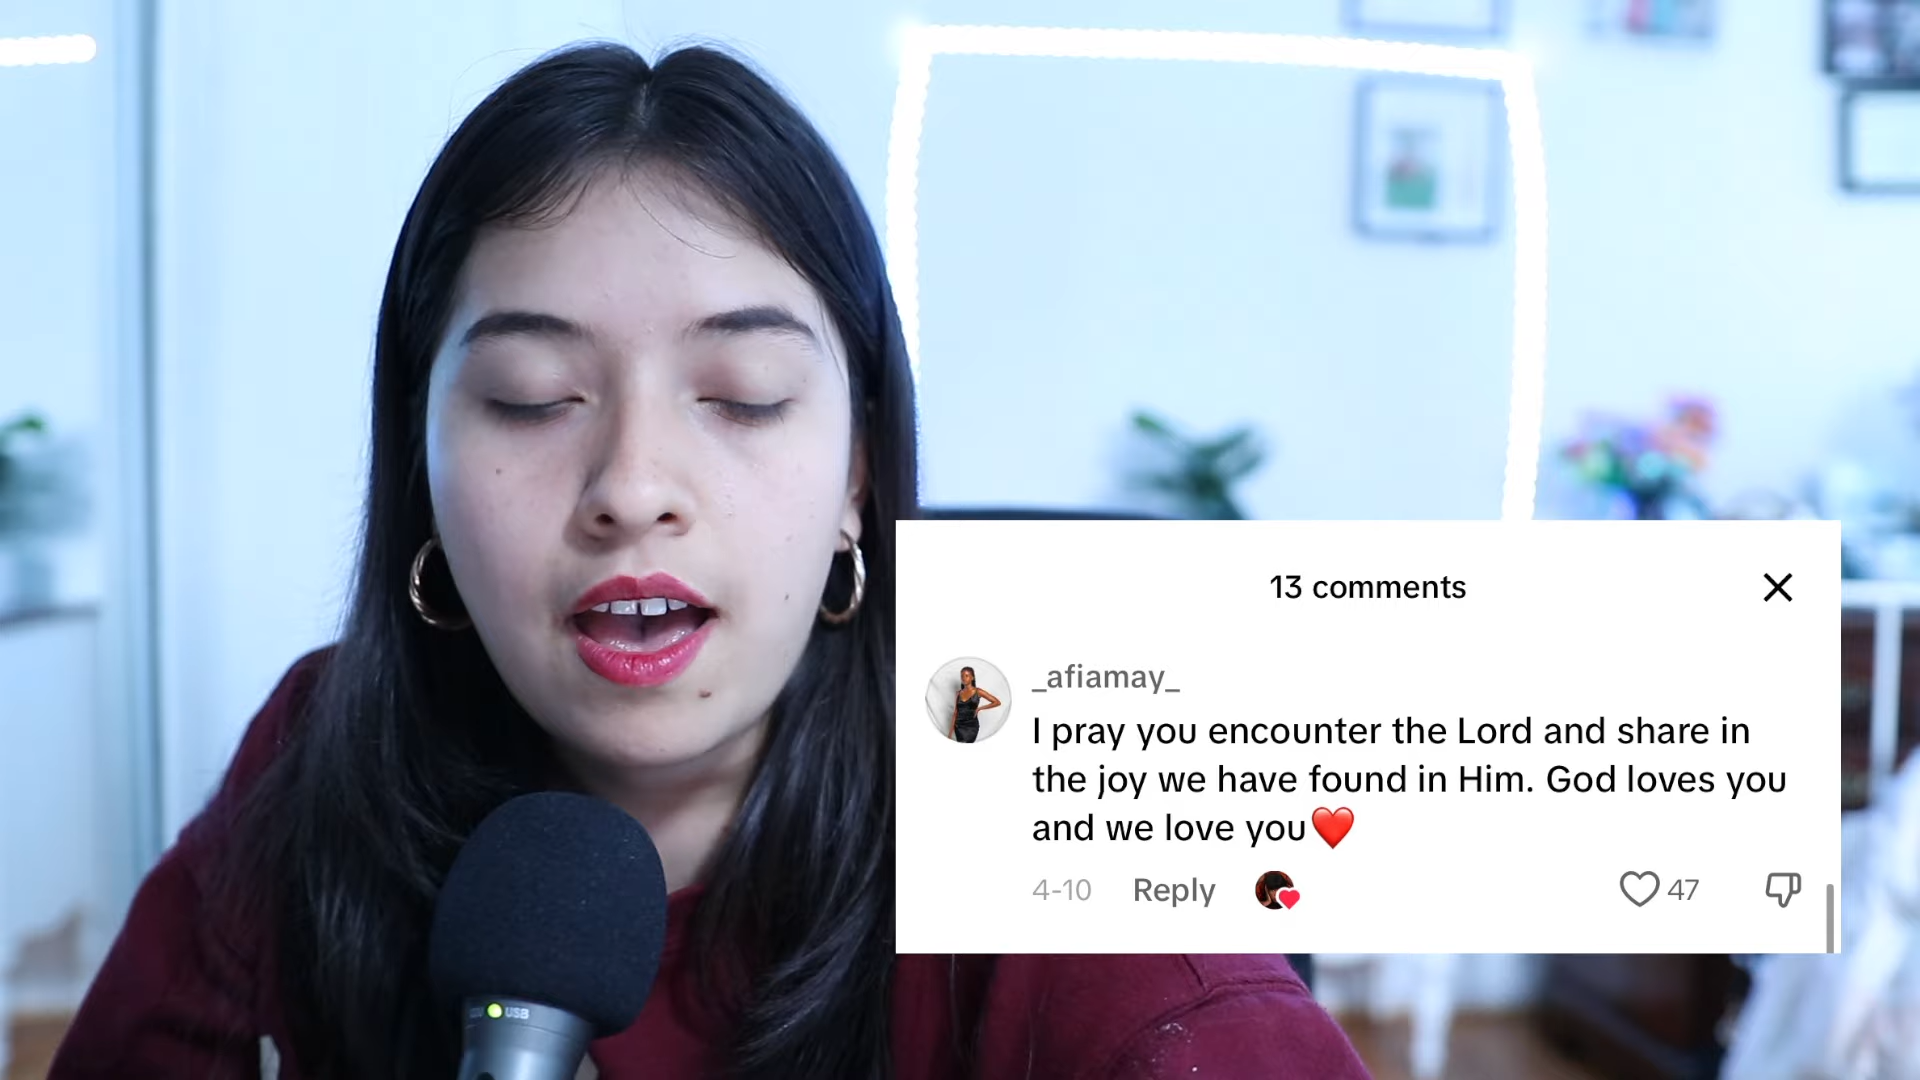 13 comments
_afiamay_
I pray you encounter the Lord and share in
the joy we have found in Him. God loves you
and we love you❤️
4-10 Reply 47
USB